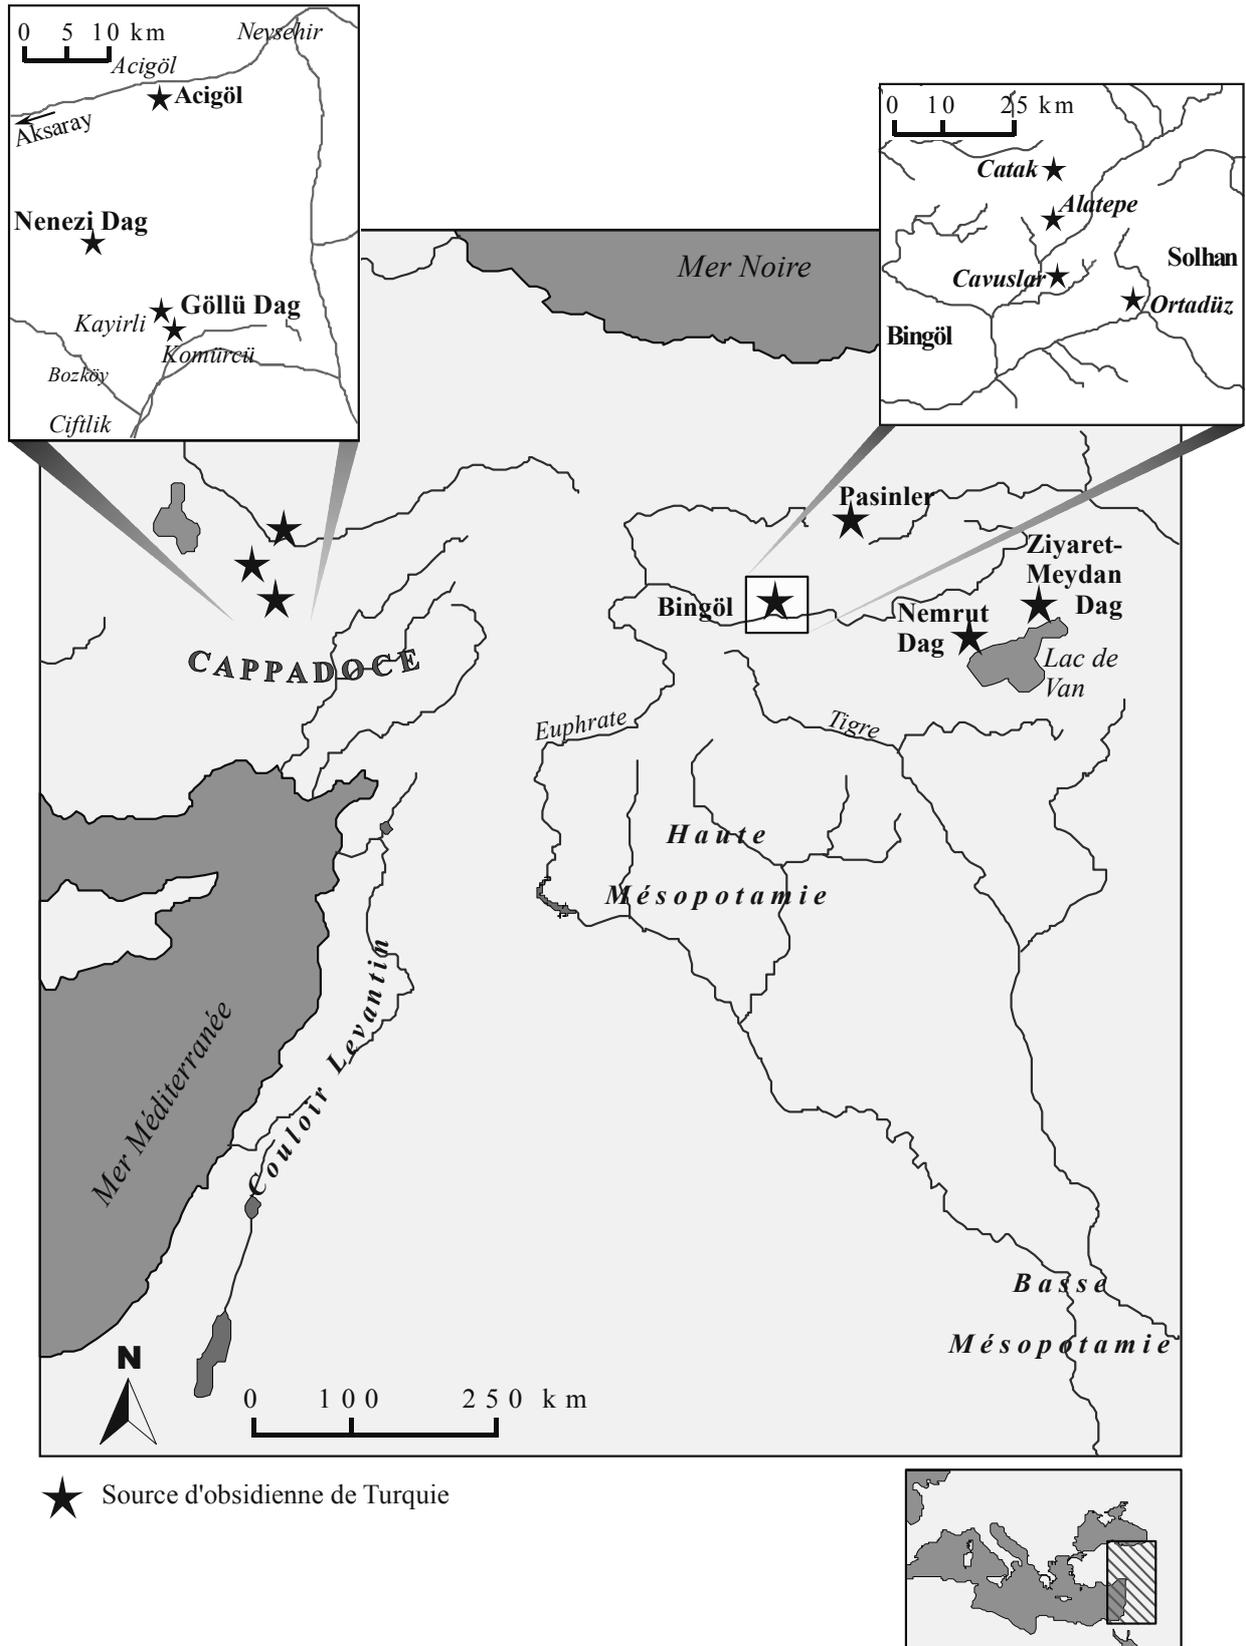 0 5 10 km
Nevsehir
Acigöl
Acigöl
Aksaray
Nenezi Dag
Göllü Dag
Kayirli
Komürcü
Bozköy
Ciftlik
0 10 25 km
Catak
Alatepe
Solhan
Cavuslar
Ortadüz
Bingöl
Mer Noire
Pasinler
Ziyaret-
Meydan
Dag
Bingöl
Nemrut
Dag
Lac de
Van
CAPPADOCE
Euphrate
Tigre
Haute
Mésopotamie
Couloir Levantin
Mer Méditerranée
Basse
Mésopotamie
N
0 100 250 km
Source d'obsidienne de Turquie